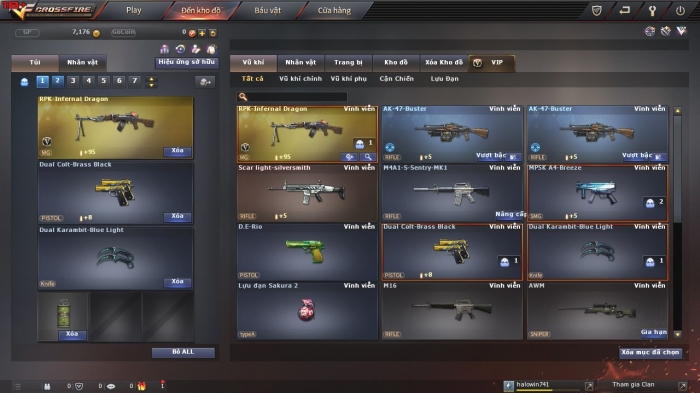 CROSSFIRE
Play
Đến kho đồ
Báu vật
Cửa hàng
GP 7,176
GoCoin 0
Túi
Nhân vật
Hiệu ứng sở hữu
1 2 3 4 5 6 7
RPK-Infernal Dragon
MG +95 Xóa
Dual Colt-Brass Black
PISTOL +8 Xóa
Dual Karambit-Blue Light
Knife Xóa
Xóa
Bỏ ALL
Vũ khí
Nhân vật
Trang bị
Kho đồ
Xóa Kho đồ
VIP
Tất cả
Vũ khí chính
Vũ khí phụ
Cận Chiến
Lựu Đạn
RPK-Infernal Dragon Vĩnh viễn
1
MG +95
AK-47-Buster Vĩnh viễn
RIFLE +5 Vượt bậc
AK-47-Buster Vĩnh viễn
RIFLE +5 Vượt bậc
Scar light-silversmith Vĩnh viễn
RIFLE
M4A1-S-Sentry-MK1 Vĩnh viễn
RIFLE Nâng cấp
MP5K A4-Breeze Vĩnh viễn
2
SMG +5
D.E-Rio Vĩnh viễn
PISTOL
Dual Colt-Brass Black Vĩnh viễn
1
PISTOL +8
Dual Karambit-Blue Light Vĩnh viễn
1
Knife
Lựu đạn Sakura 2 Vĩnh viễn
typeA
M16 Vĩnh viễn
RIFLE
AWM Vĩnh viễn
SNIPER Gia hạn
Xóa mục đã chọn
0 0 0 1
halowin741
Tham gia Clan